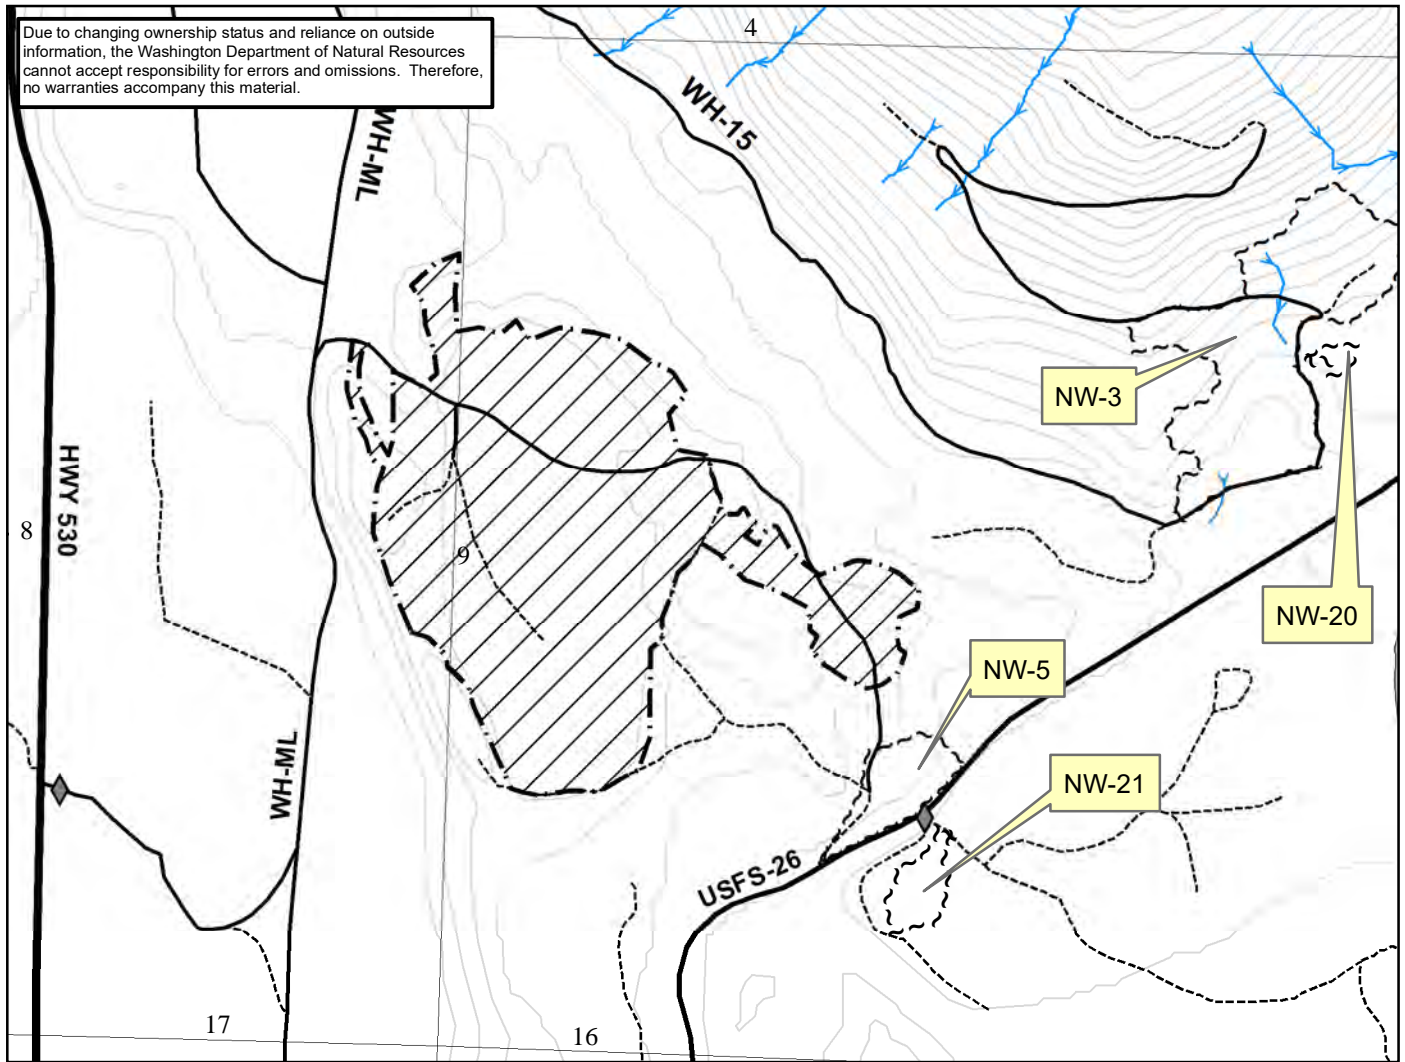 Due to changing ownership status and reliance on outside
information, the Washington Department of Natural Resources
cannot accept responsibility for errors and omissions. Therefore,
no warranties accompany this material.
4
WH-ML
WH-15
NW-3
HWY 530
8
9
NW-20
NW-5
WH-ML
NW-21
USFS-26
17
16